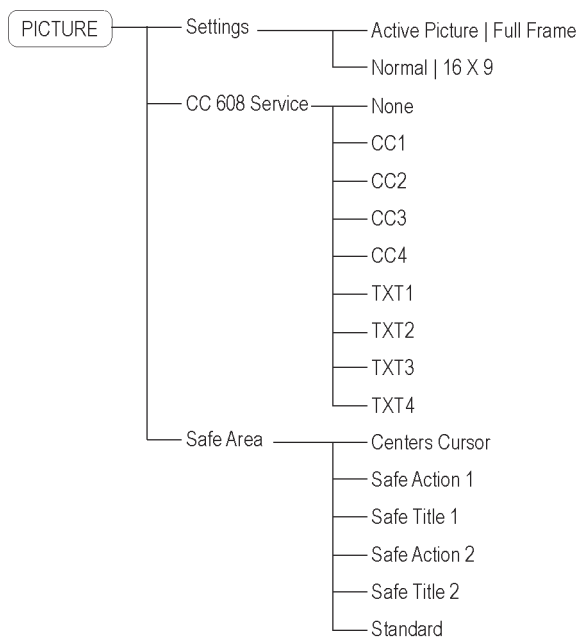 PICTURE
Settings
Active Picture | Full Frame
Normal | 16 X 9
CC 608 Service
None
CC1
CC2
CC3
CC4
TXT1
TXT2
TXT3
TXT4
Safe Area
Centers Cursor
Safe Action 1
Safe Title 1
Safe Action 2
Safe Title 2
Standard